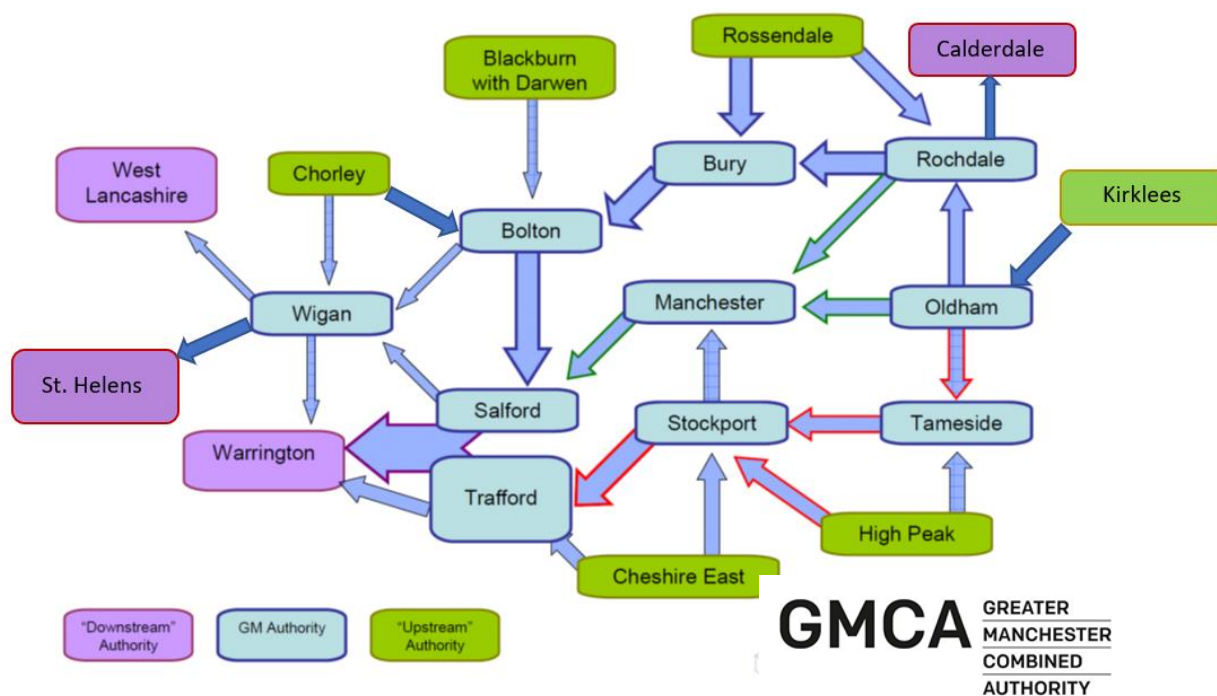 Rossendale
Calderdale
Blackburn
with Darwen
West
Lancashire
Chorley
Bury
Rochdale
Kirklees
Bolton
Wigan
Manchester
Oldham
St. Helens
Salford
Stockport
Tameside
Warrington
Trafford
High Peak
Cheshire East
"Downstream"
Authority
GM Authority
"Upstream"
Authority
GMCA
GREATER
MANCHESTER
COMBINED
AUTHORITY